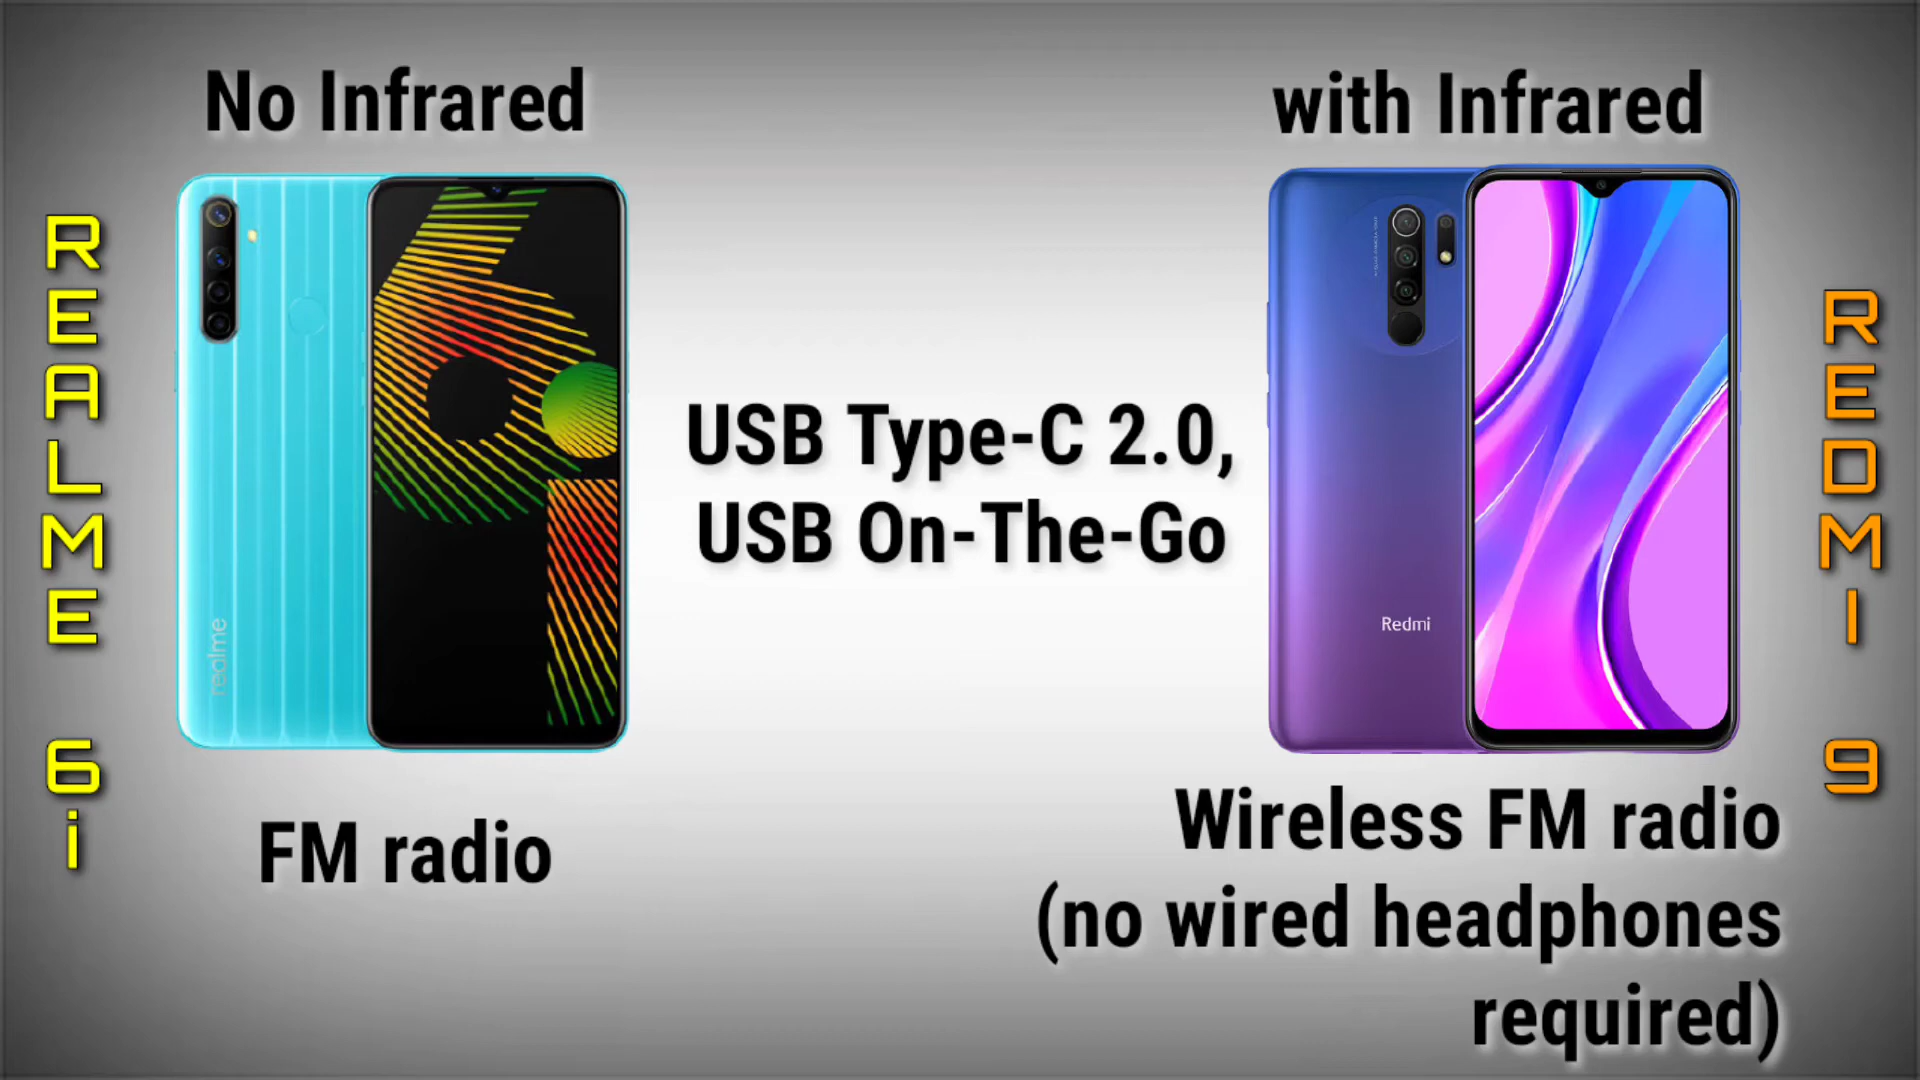 No Infrared
with Infrared
REALME 6i
realme
USB Type-C 2.0,
USB On-The-Go
Redmi
REDMI 9
FM radio
Wireless FM radio
(no wired headphones
required)